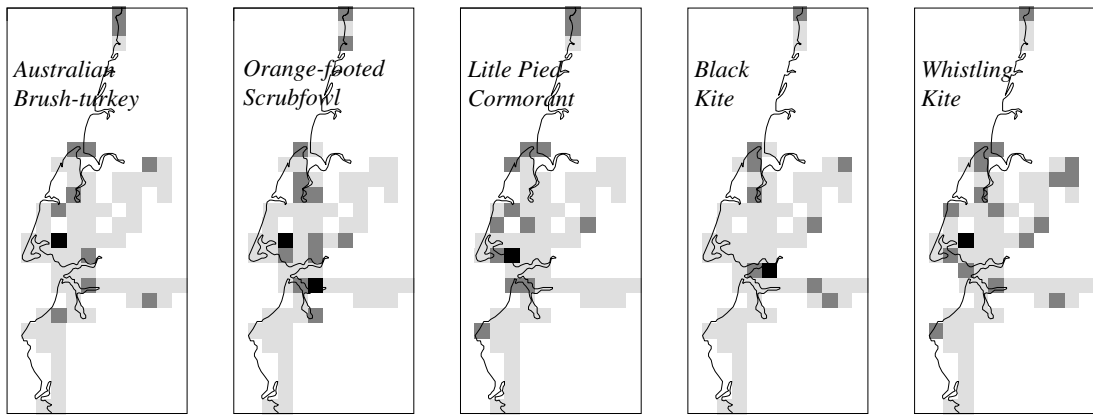 Australian
Brush-turkey
Orange-footed
Scrubfowl
Litle Pied
Cormorant
Black
Kite
Whistling
Kite